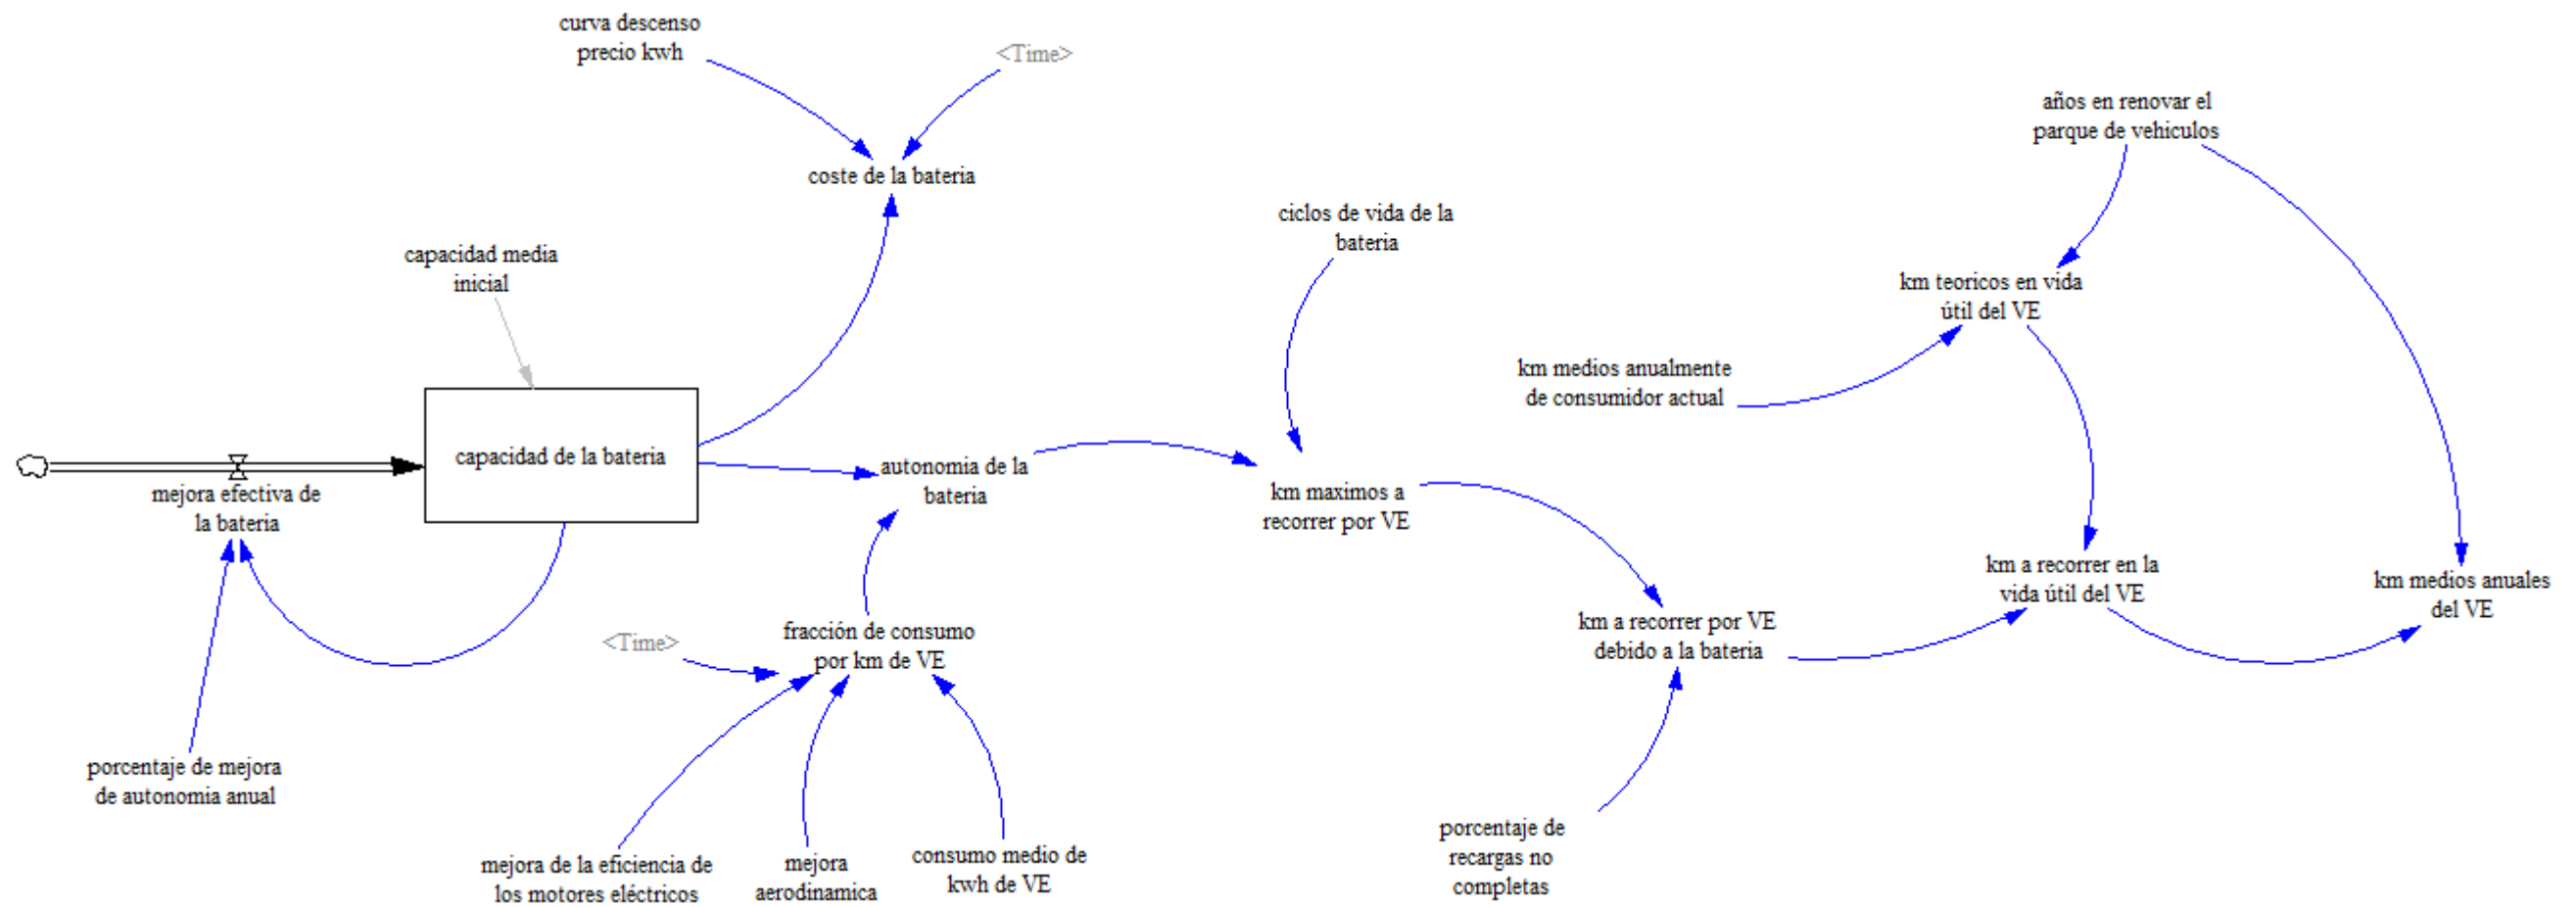 curva descenso
precio kwh
<Time>
coste de la bateria
años en renovar el
parque de vehiculos
capacidad media
inicial
ciclos de vida de la
bateria
km teoricos en vida
útil del VE
km medios anualmente
de consumidor actual
capacidad de la bateria
autonomia de la
bateria
mejora efectiva de
la bateria
km maximos a
recorrer por VE
km a recorrer en la
vida útil del VE
km medios anuales
del VE
<Time>
fracción de consumo
por km de VE
km a recorrer por VE
debido a la bateria
porcentaje de mejora
de autonomia anual
mejora de la eficiencia de
los motores eléctricos
mejora
aerodinamica
consumo medio de
kwh de VE
porcentaje de
recargas no
completas